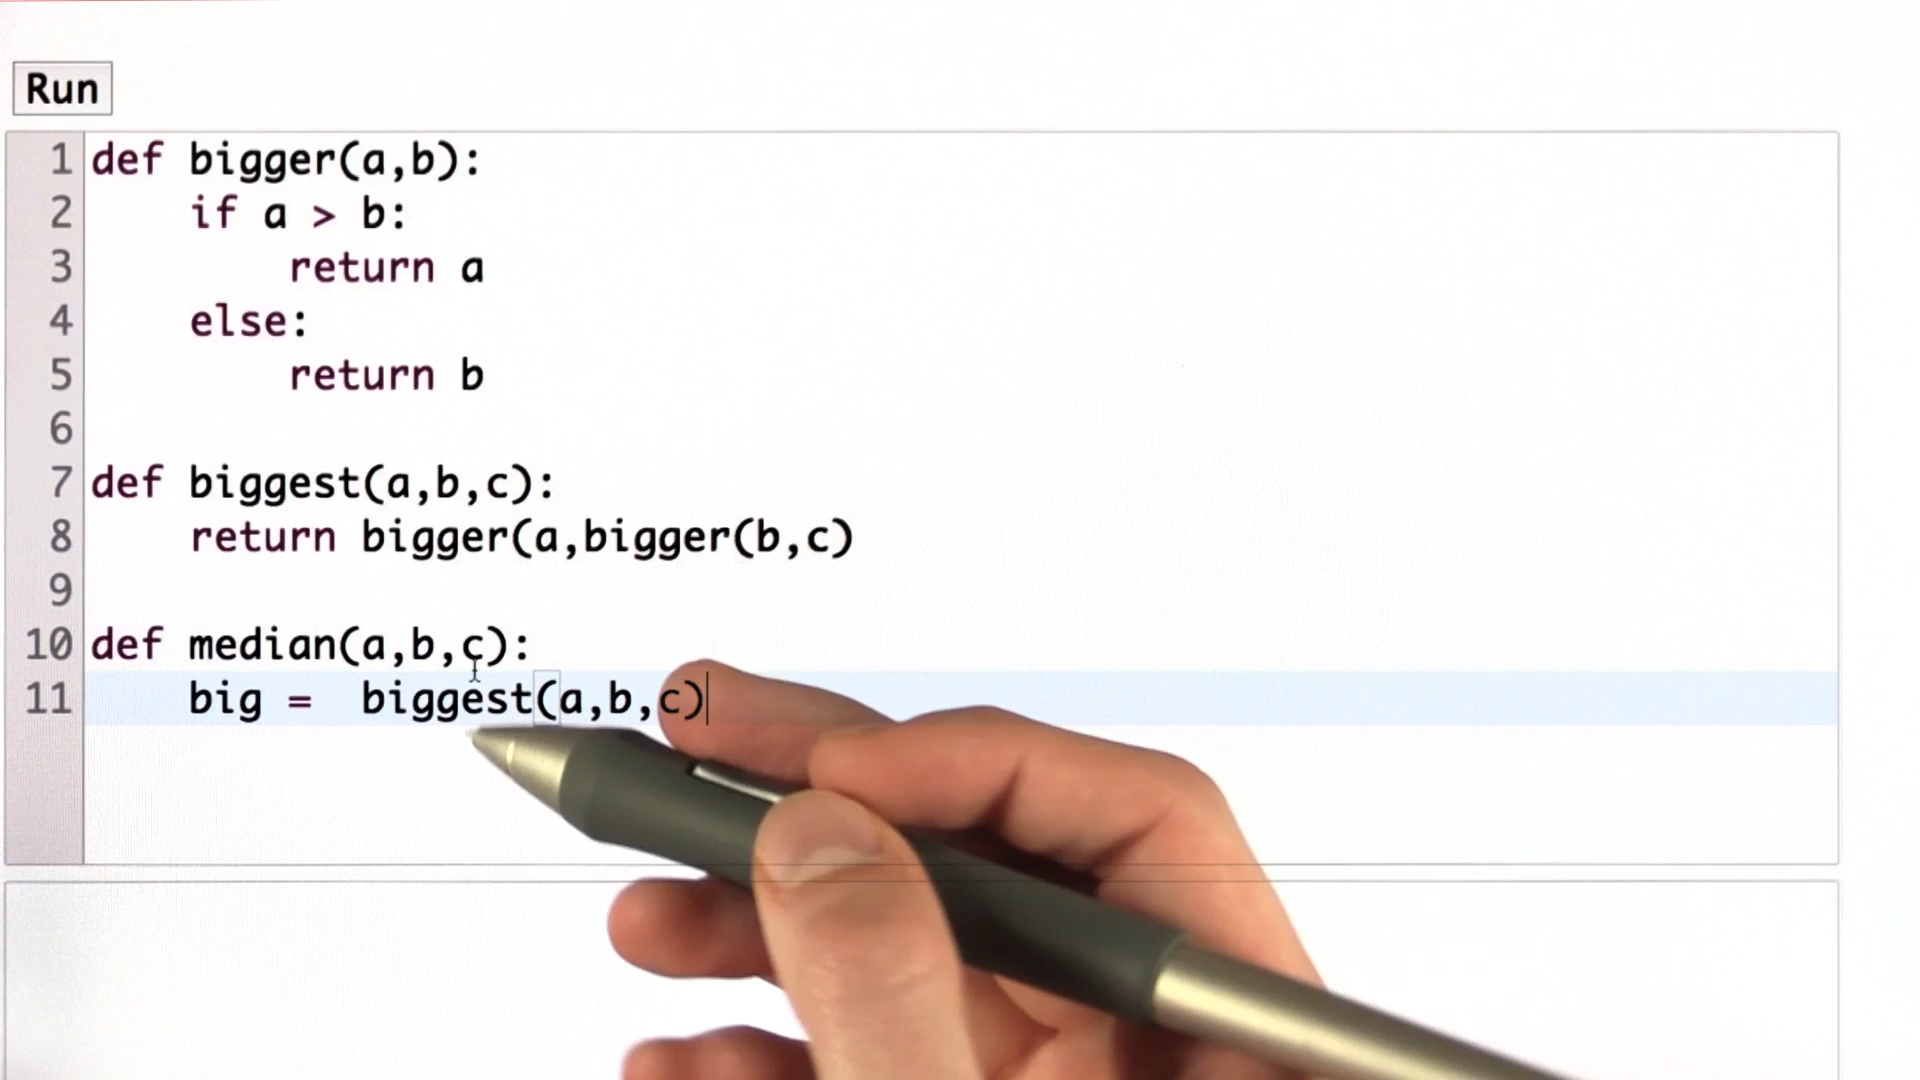 Run
1 def bigger(a,b):
2     if a > b:
3         return a
4     else:
5         return b
6
7 def biggest(a,b,c):
8     return bigger(a,bigger(b,c)
9
10 def median(a,b,c):
11     big =  biggest(a,b,c)